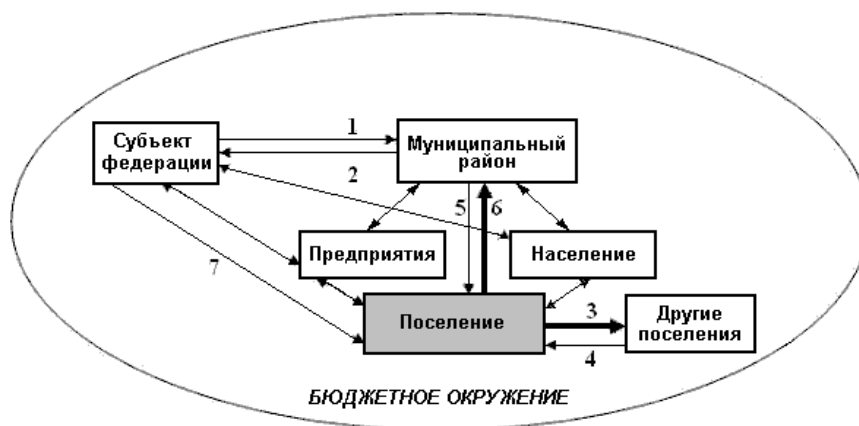 1
Субъект
федерации
Муниципальный
район
2
5
6
7
Предприятия
Население
Поселение
3
4
Другие
поселения
БЮДЖЕТНОЕ ОКРУЖЕНИЕ